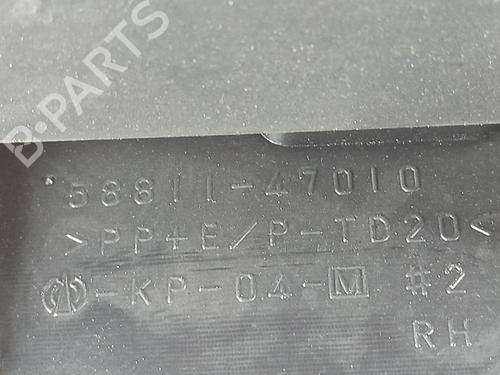 B-PARTS
58811-47010
>PP+E/P-TD20<
-KP-04-M #2
RH